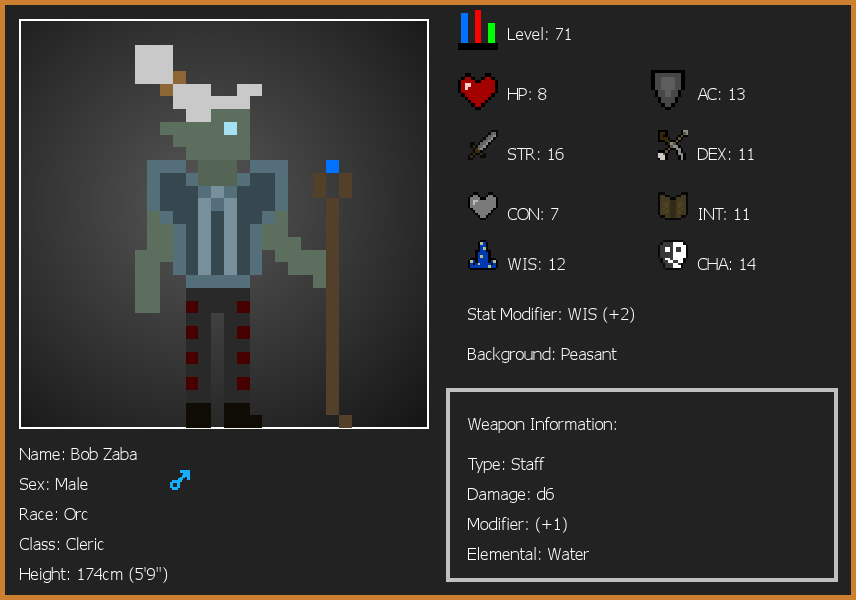 Level: 71
HP: 8
AC: 13
STR: 16
DEX: 11
CON: 7
INT: 11
WIS: 12
CHA: 14
Stat Modifier: WIS (+2)
Background: Peasant
Weapon Information:
Type: Staff
Damage: d6
Modifier: (+1)
Elemental: Water
Name: Bob Zaba
Sex: Male
Race: Orc
Class: Cleric
Height: 174cm (5'9")